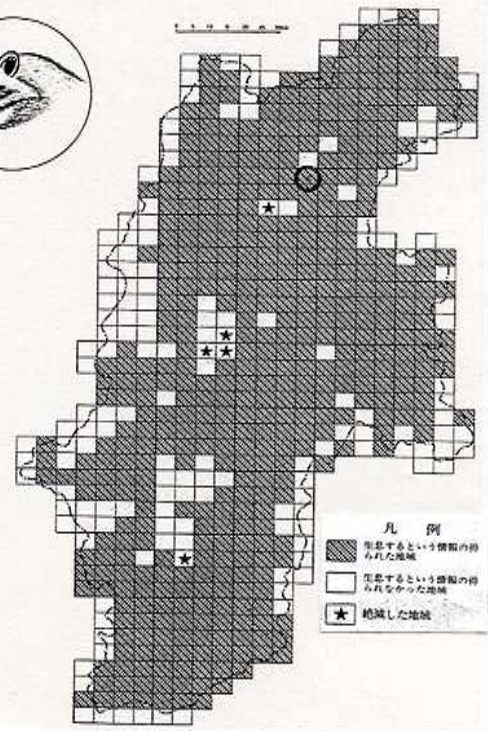 凡 例
生息するという情報の得
られた地域
生息するという情報の得
られなかった地域
絶滅した地域